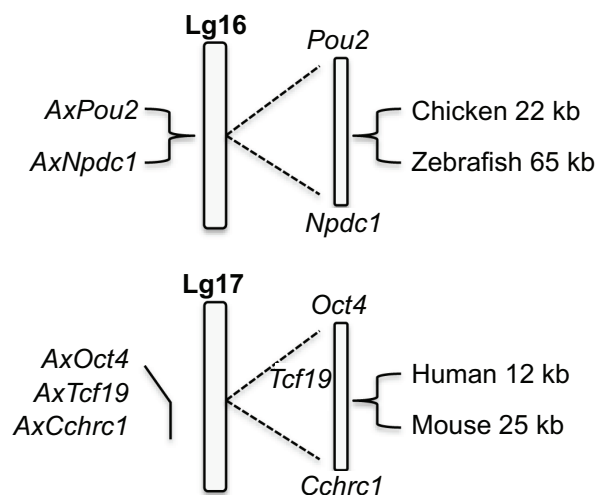 Lg16
Pou2
AxPou2
AxNpdc1
Chicken 22 kb
Zebrafish 65 kb
Npdc1
Lg17
Oct4
AxOct4
AxTcf19
AxCchrc1
Tcf19
Human 12 kb
Mouse 25 kb
Cchrc1